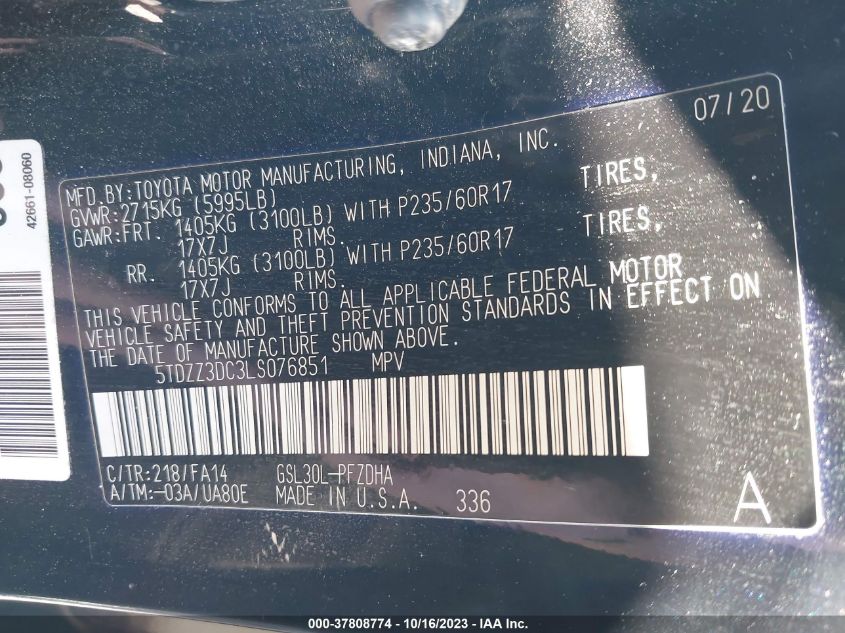 07/20
MFD.BY:TOYOTA MOTOR MANUFACTURING, INDIANA, INC.
GVWR:2715KG (5995LB)
GAWR:FRT. 1405KG (3100LB) WITH P235/60R17 TIRES,
17X7J RIMS.
RR. 1405KG (3100LB) WITH P235/60R17 TIRES,
17X7J RIMS.
THIS VEHICLE CONFORMS TO ALL APPLICABLE FEDERAL MOTOR
VEHICLE SAFETY AND THEFT PREVENTION STANDARDS IN EFFECT ON
THE DATE OF MANUFACTURE SHOWN ABOVE.
5TDZZ3DC3LS076851 MPV
C/TR:218/FA14 GSL30L-PFZDHA
A/TM:-03A/UA80E MADE IN U.S.A. 336
A
42661-08060
000-37808774 - 10/16/2023 - IAA Inc.